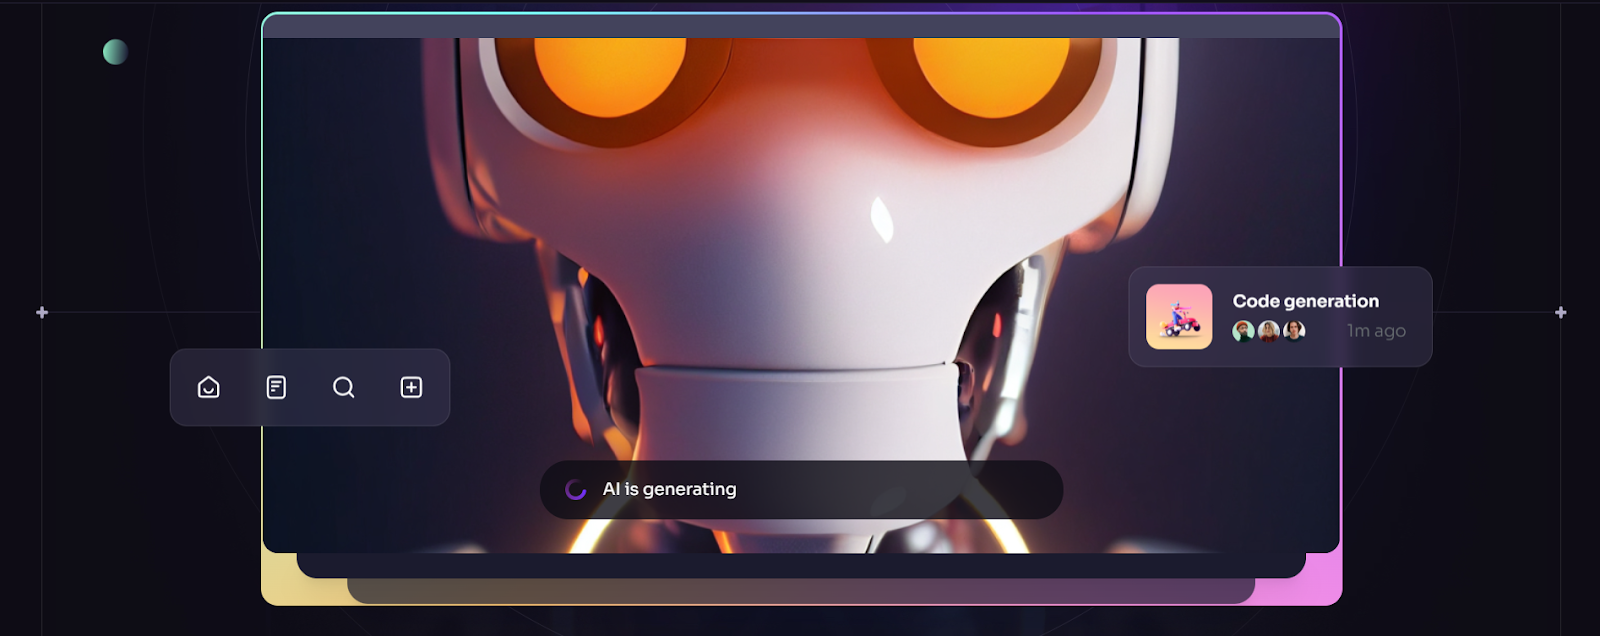 Code generation
1m ago
AI is generating